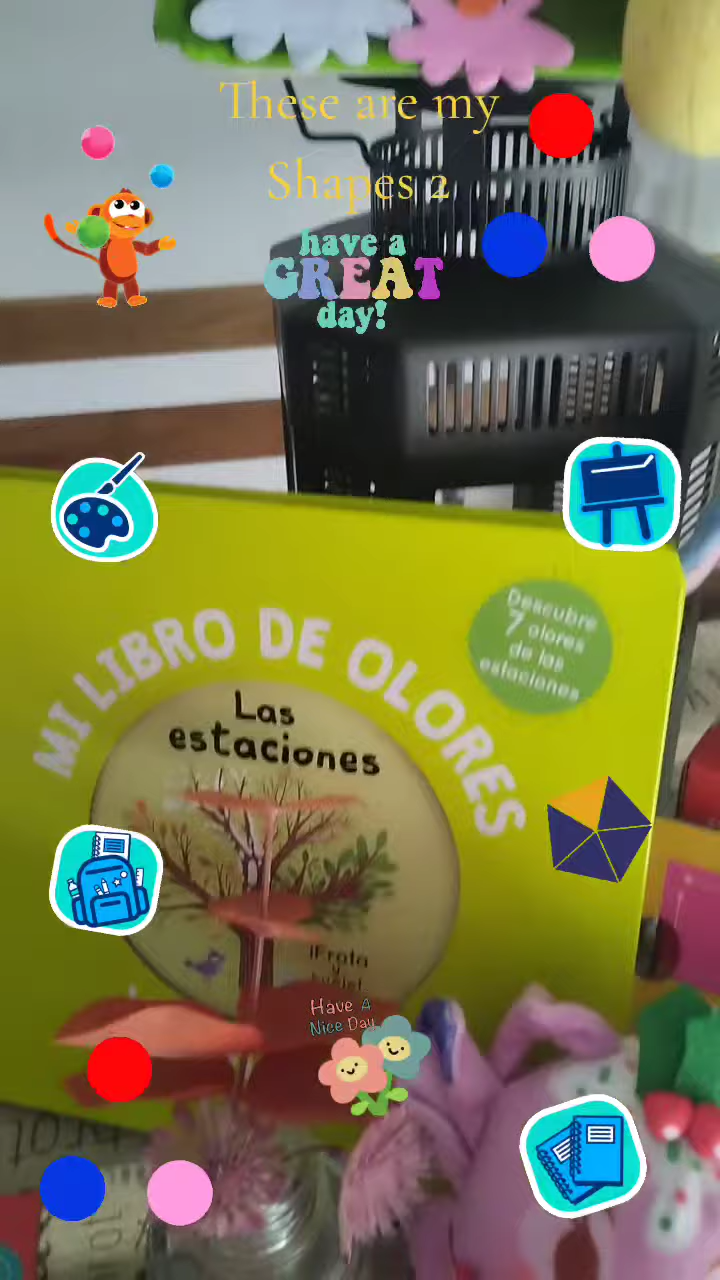 These are my
Shapes 2
have a
GREAT
day!
Descubre
7 olores
de las
estaciones
MI LIBRO DE OLORES
Las
estaciones
¡Frota
Have A
Nice Day